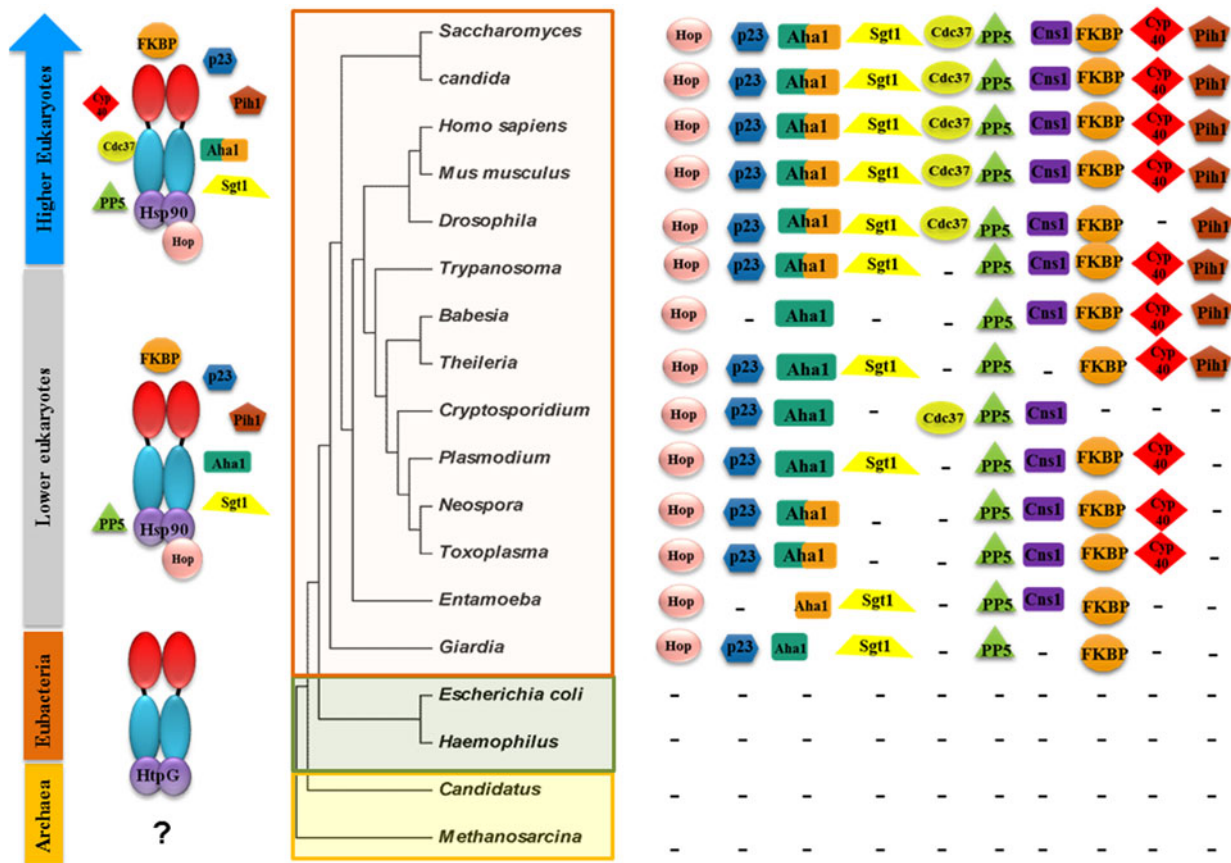 Higher Eukaryotes
Lower eukaryotes
Eubacteria
Archaea
FKBP
p23
Cyp
40
Pih1
Cdc37
Aha1
PP5
Sgt1
Hsp90
Hop
FKBP
p23
Pih1
Aha1
Sgt1
PP5
Hsp90
Hop
HtpG
?
Saccharomyces
candida
Homo sapiens
Mus musculus
Drosophila
Trypanosoma
Babesia
Theileria
Cryptosporidium
Plasmodium
Neospora
Toxoplasma
Entamoeba
Giardia
Escherichia coli
Haemophilus
Candidatus
Methanosarcina
Hop p23 Aha1 Sgt1 Cdc37 PP5 Cns1 FKBP Cyp 40 Pih1
Hop p23 Aha1 Sgt1 Cdc37 PP5 Cns1 FKBP Cyp 40 Pih1
Hop p23 Aha1 Sgt1 Cdc37 PP5 Cns1 FKBP Cyp 40 Pih1
Hop p23 Aha1 Sgt1 Cdc37 PP5 Cns1 FKBP Cyp 40 Pih1
Hop p23 Aha1 Sgt1 Cdc37 PP5 Cns1 FKBP - Pih1
Hop p23 Aha1 Sgt1 - PP5 Cns1 FKBP Cyp 40 Pih1
Hop - Aha1 - - PP5 Cns1 FKBP Cyp 40 Pih1
Hop p23 Aha1 Sgt1 - PP5 - FKBP Cyp 40 Pih1
Hop p23 Aha1 - Cdc37 PP5 Cns1 - - -
Hop p23 Aha1 Sgt1 - PP5 Cns1 FKBP Cyp 40 -
Hop p23 Aha1 - - PP5 Cns1 FKBP Cyp 40 -
Hop p23 Aha1 - - PP5 Cns1 FKBP Cyp 40 -
Hop - Aha1 Sgt1 - PP5 Cns1 FKBP - -
Hop p23 Aha1 Sgt1 - PP5 - FKBP - -
- - - - - - - - - -
- - - - - - - - - -
- - - - - - - - - -
- - - - - - - - - -